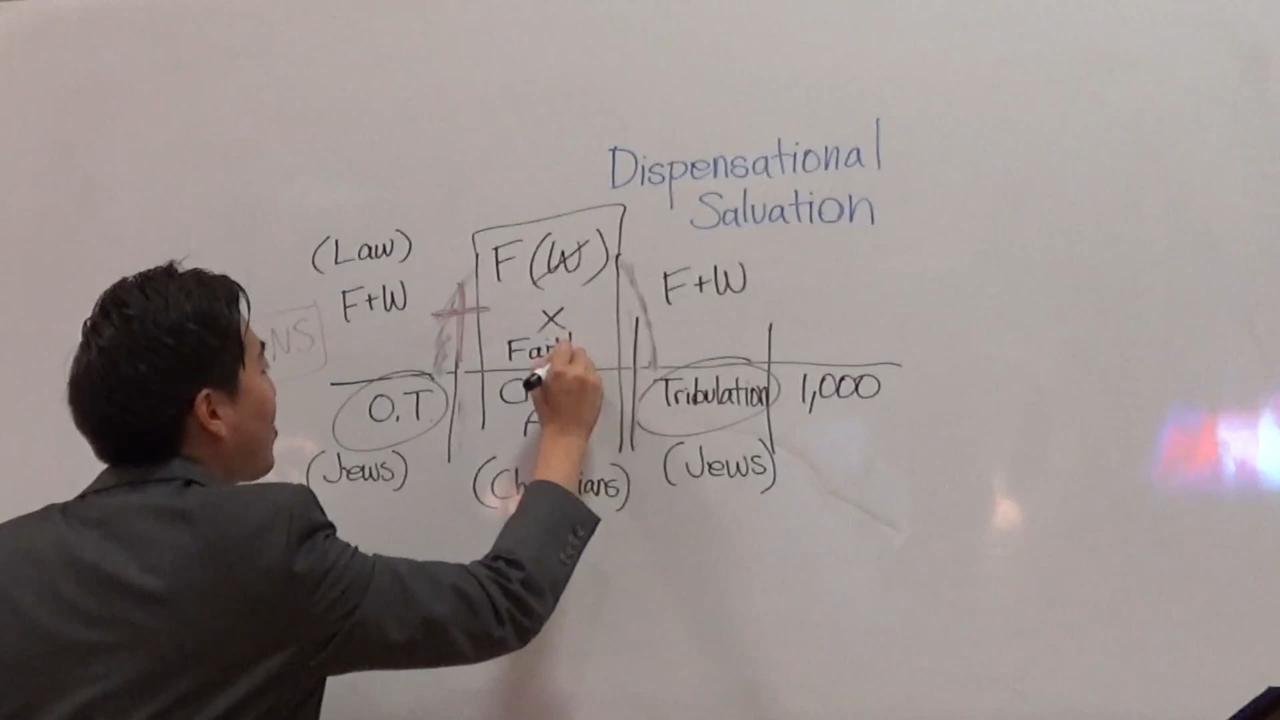 Dispensational
Salvation
(Law)
F+W
F (W)
X
F+W
O.T
Tribulation
1,000
(Jews)
(Jews)